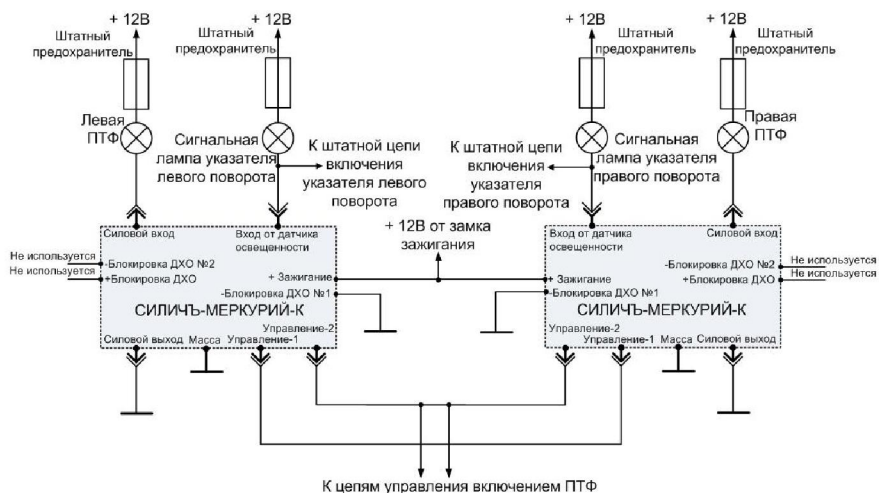 + 12В
+ 12В
+ 12В
+ 12В
Штатный
предохранитель
Штатный
предохранитель
Штатный
предохранитель
Штатный
предохранитель
Левая
ПТФ
Сигнальная
лампа указателя
левого поворота
К штатной цепи
включения
указателя левого
поворота
К штатной цепи
включения
указателя
правого поворота
Сигнальная
лампа указателя
правого поворота
Правая
ПТФ
+ 12В от замка
зажигания
Не используется
Не используется
Силовой вход
Вход от датчика
освещенности
-Блокировка ДХО №2
+Блокировка ДХО
+ Зажигание
-Блокировка ДХО №1
СИЛИЧЪ-МЕРКУРИЙ-К
Управление-2
Силовой выход
Масса
Управление-1
Вход от датчика
освещенности
Силовой вход
-Блокировка ДХО №2
+Блокировка ДХО
+ Зажигание
-Блокировка ДХО №1
СИЛИЧЪ-МЕРКУРИЙ-К
Управление-2
Управление-1
Масса
Силовой выход
Не используется
Не используется
К цепям управления включением ПТФ